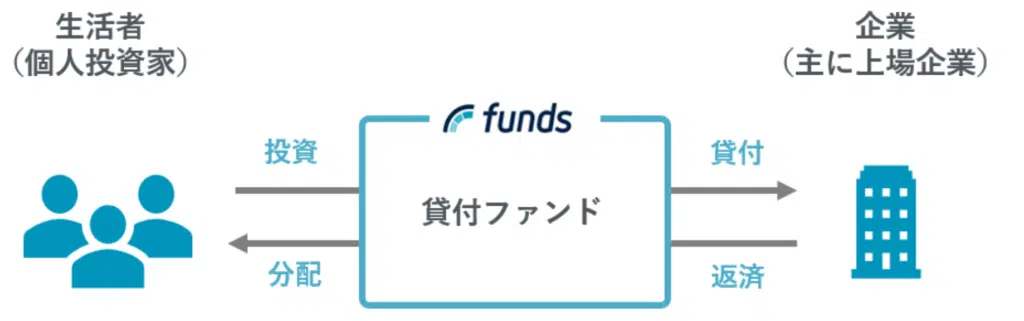 生活者
（個人投資家）
企業
（主に上場企業）
funds
投資
貸付
貸付ファンド
分配
返済